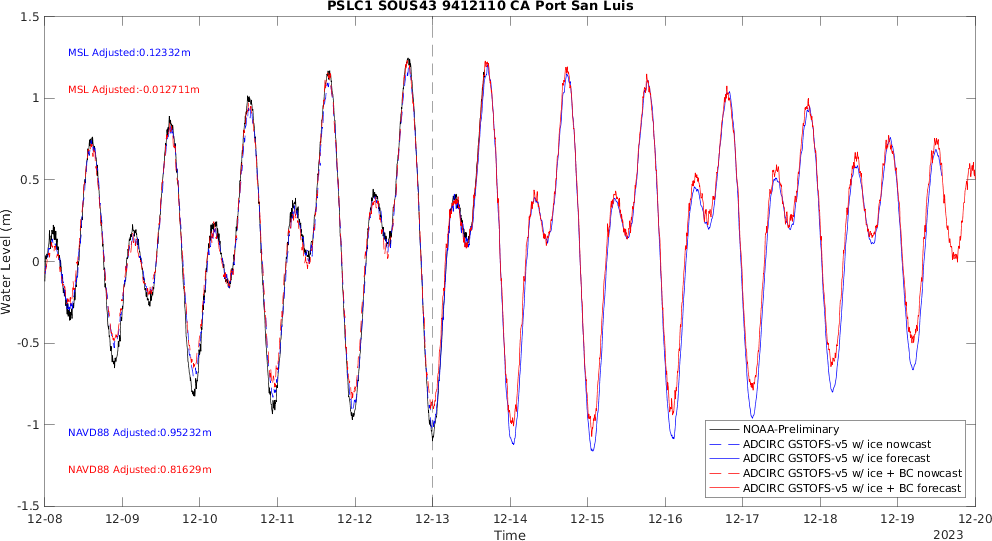 PSLC1 SOUS43 9412110 CA Port San Luis
1.5
MSL Adjusted:0.12332m
MSL Adjusted:-0.012711m
1
0.5
0
-0.5
-1
-1.5
Water Level (m)
NAVD88 Adjusted:0.95232m
NAVD88 Adjusted:0.81629m
NOAA-Preliminary
ADCIRC GSTOFS-v5 w/ ice nowcast
ADCIRC GSTOFS-v5 w/ ice forecast
ADCIRC GSTOFS-v5 w/ ice + BC nowcast
ADCIRC GSTOFS-v5 w/ ice + BC forecast
12-08 12-09 12-10 12-11 12-12 12-13 12-14 12-15 12-16 12-17 12-18 12-19 12-20
Time
2023